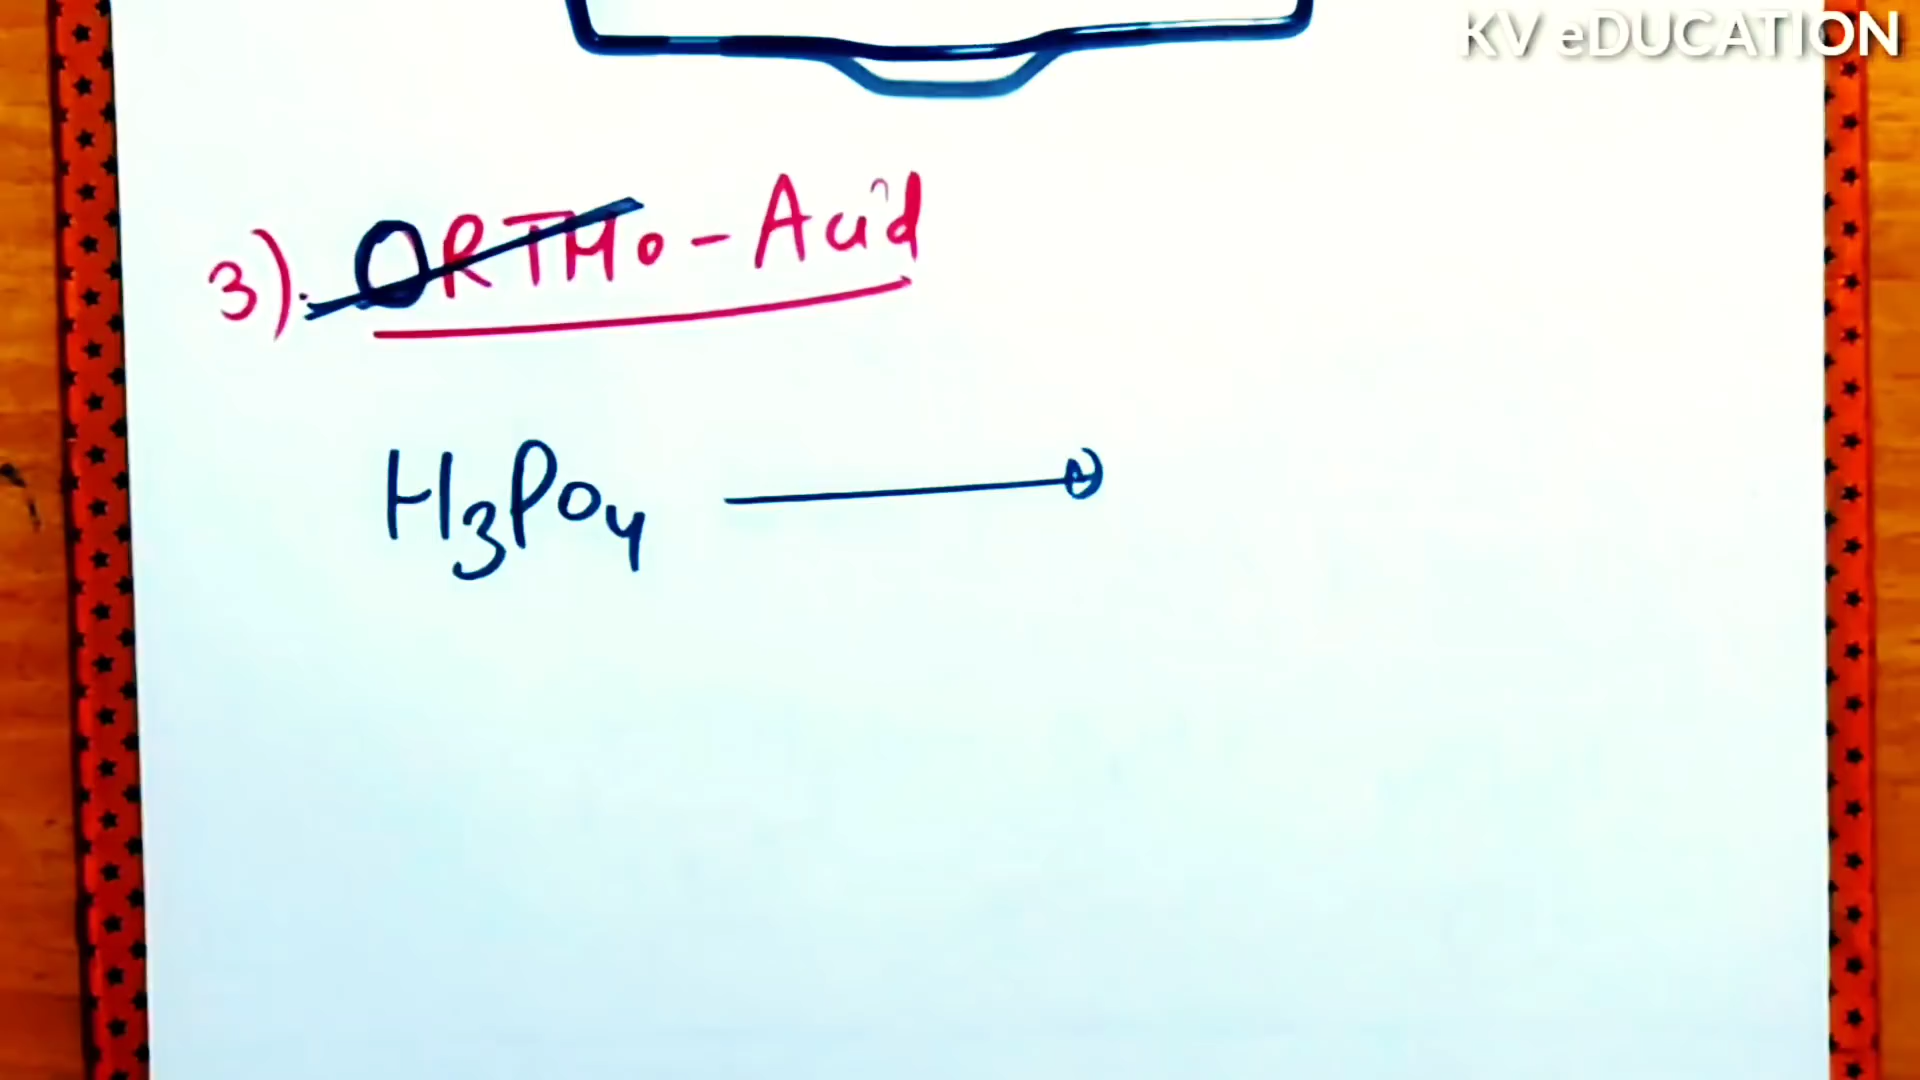 KV eDUCATION
3). ORTHO-Acid
H₃PO₄